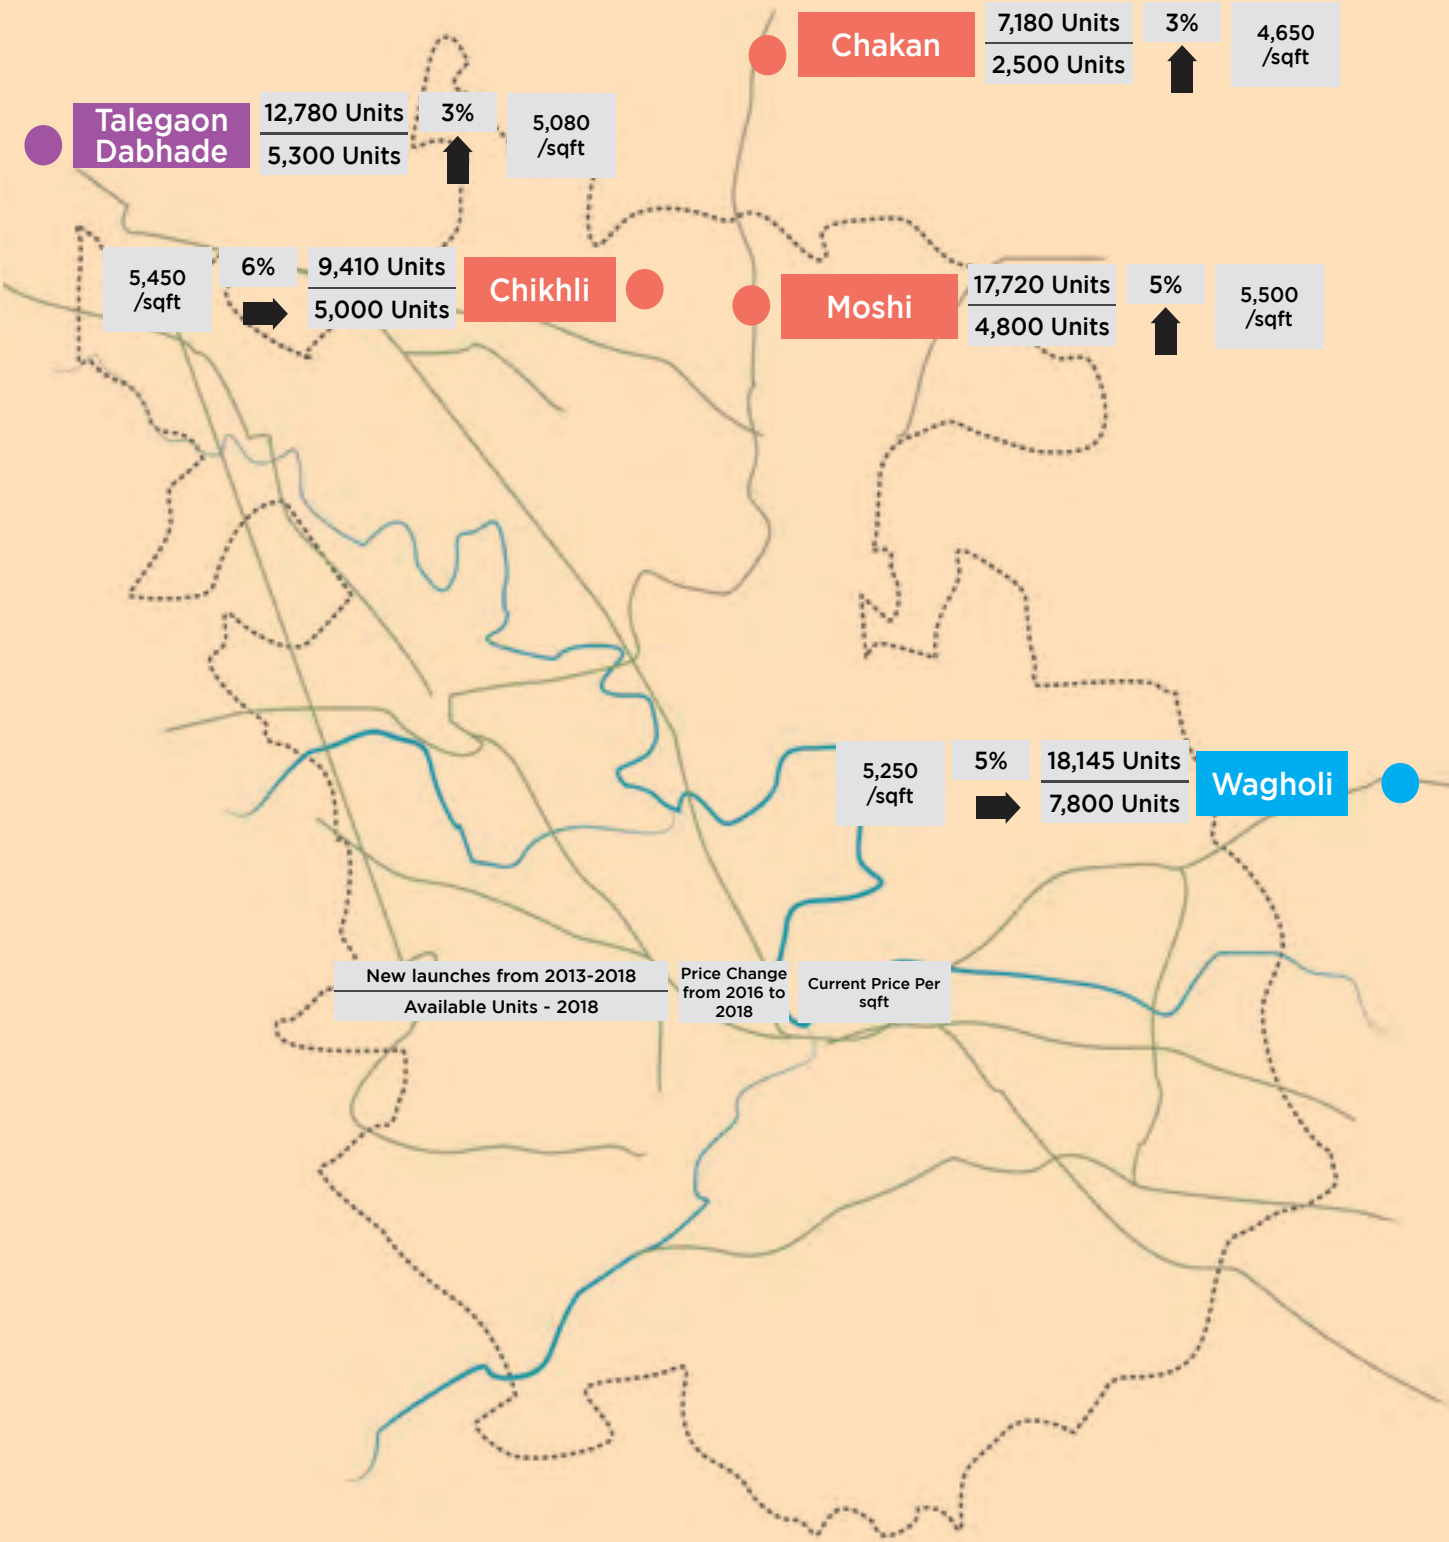 Chakan
7,180 Units
2,500 Units
3%
4,650
/sqft
Talegaon
Dabhade
12,780 Units
5,300 Units
3%
5,080
/sqft
5,450
/sqft
6%
9,410 Units
5,000 Units
Chikhli
Moshi
17,720 Units
4,800 Units
5%
5,500
/sqft
5,250
/sqft
5%
18,145 Units
7,800 Units
Wagholi
New launches from 2013-2018
Available Units - 2018
Price Change
from 2016 to
2018
Current Price Per
sqft